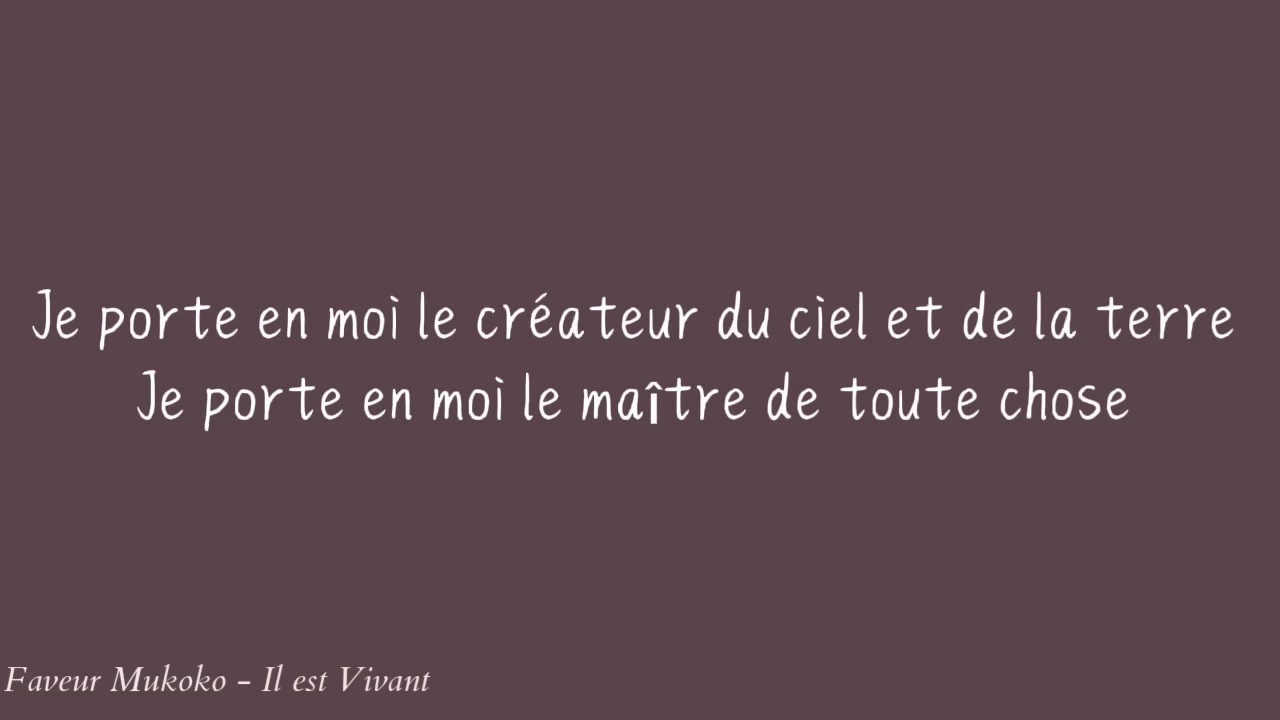 Je porte en moi le créateur du ciel et de la terre
Je porte en moi le maître de toute chose
Faveur Mukoko - Il est Vivant